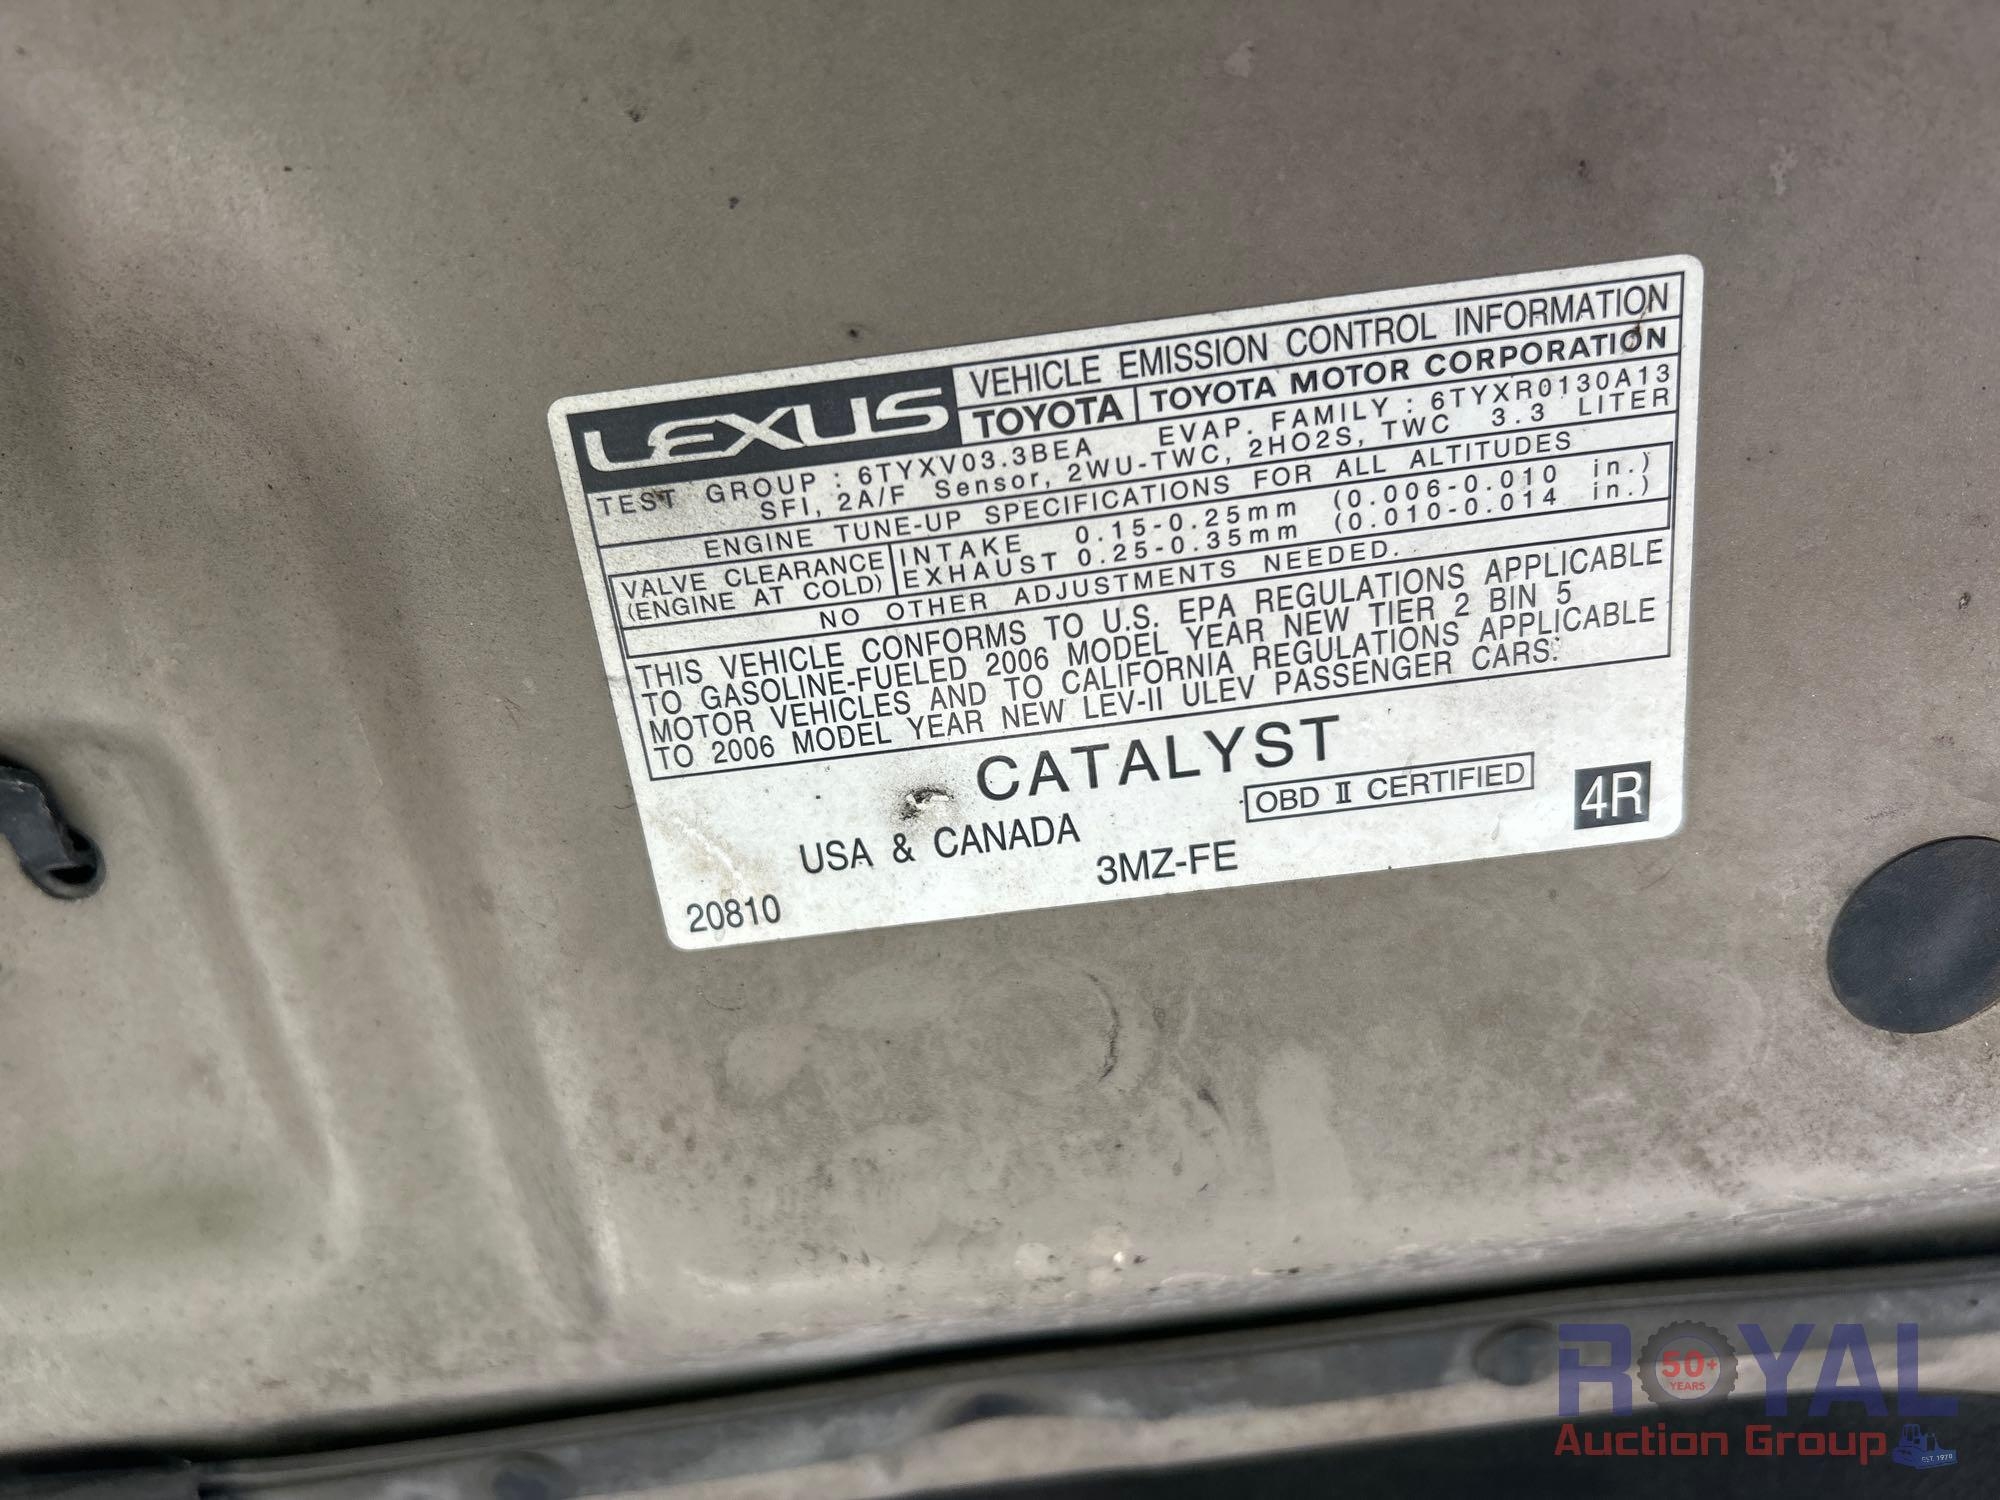 LEXUS
VEHICLE EMISSION CONTROL INFORMATION
TOYOTA TOYOTA MOTOR CORPORATION
TEST GROUP : 6TYXV03.3BEA EVAP. FAMILY : 6TYXR0130A13
SFI, 2A/F Sensor, 2WU-TWC, 2HO2S, TWC 3.3 LITER
ENGINE TUNE-UP SPECIFICATIONS FOR ALL ALTITUDES
VALVE CLEARANCE INTAKE 0.15-0.25mm (0.006-0.010 in.)
(ENGINE AT COLD) EXHAUST 0.25-0.35mm (0.010-0.014 in.)
NO OTHER ADJUSTMENTS NEEDED.
THIS VEHICLE CONFORMS TO U.S. EPA REGULATIONS APPLICABLE
TO GASOLINE-FUELED 2006 MODEL YEAR NEW TIER 2 BIN 5
MOTOR VEHICLES AND TO CALIFORNIA REGULATIONS APPLICABLE
TO 2006 MODEL YEAR NEW LEV-II ULEV PASSENGER CARS.
CATALYST
OBD II CERTIFIED
4R
USA & CANADA
3MZ-FE
20810
ROYAL
50+
YEARS
Auction Group
EST. 1970